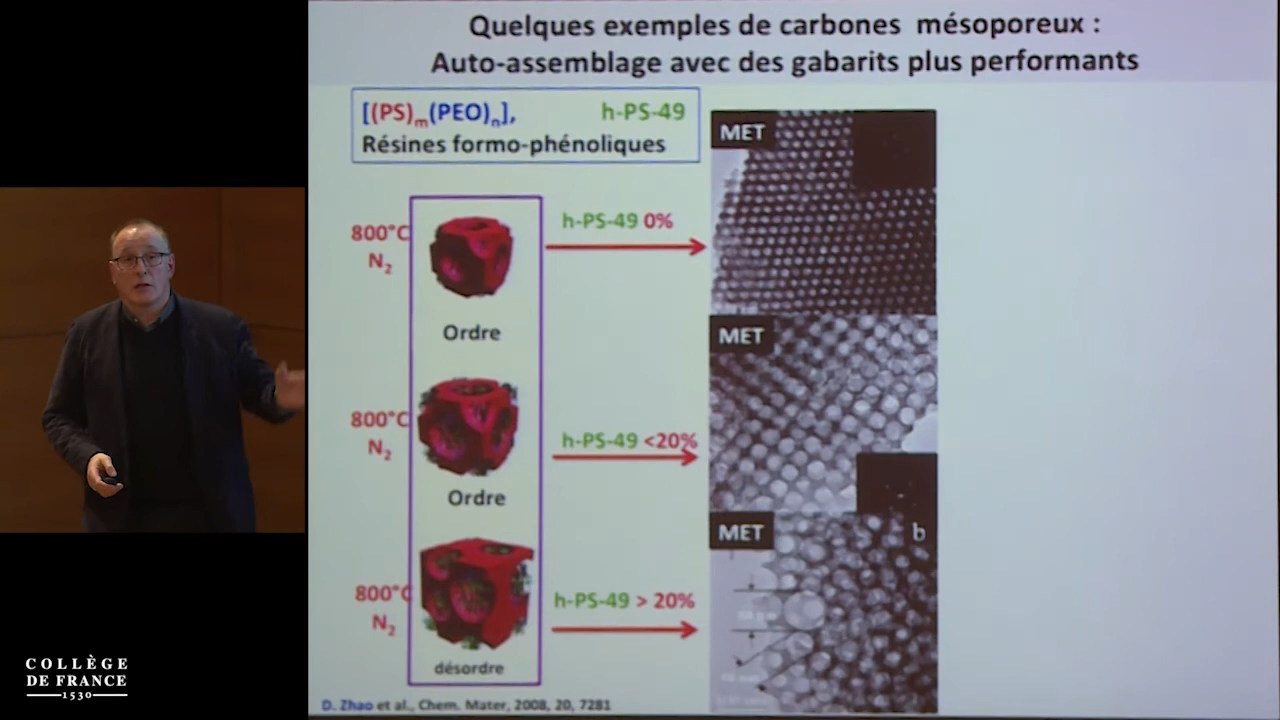 Quelques exemples de carbones mésoporeux :
Auto-assemblage avec des gabarits plus performants
[(PS)m(PEO)n], h-PS-49
Résines formo-phénoliques
MET
800°C
N2
h-PS-49 0%
Ordre
MET
800°C
N2
h-PS-49 <20%
Ordre
MET
b
800°C
N2
h-PS-49 > 20%
désordre
D. Zhao et al., Chem. Mater, 2008, 20, 7281
COLLÈGE
DE FRANCE
1530